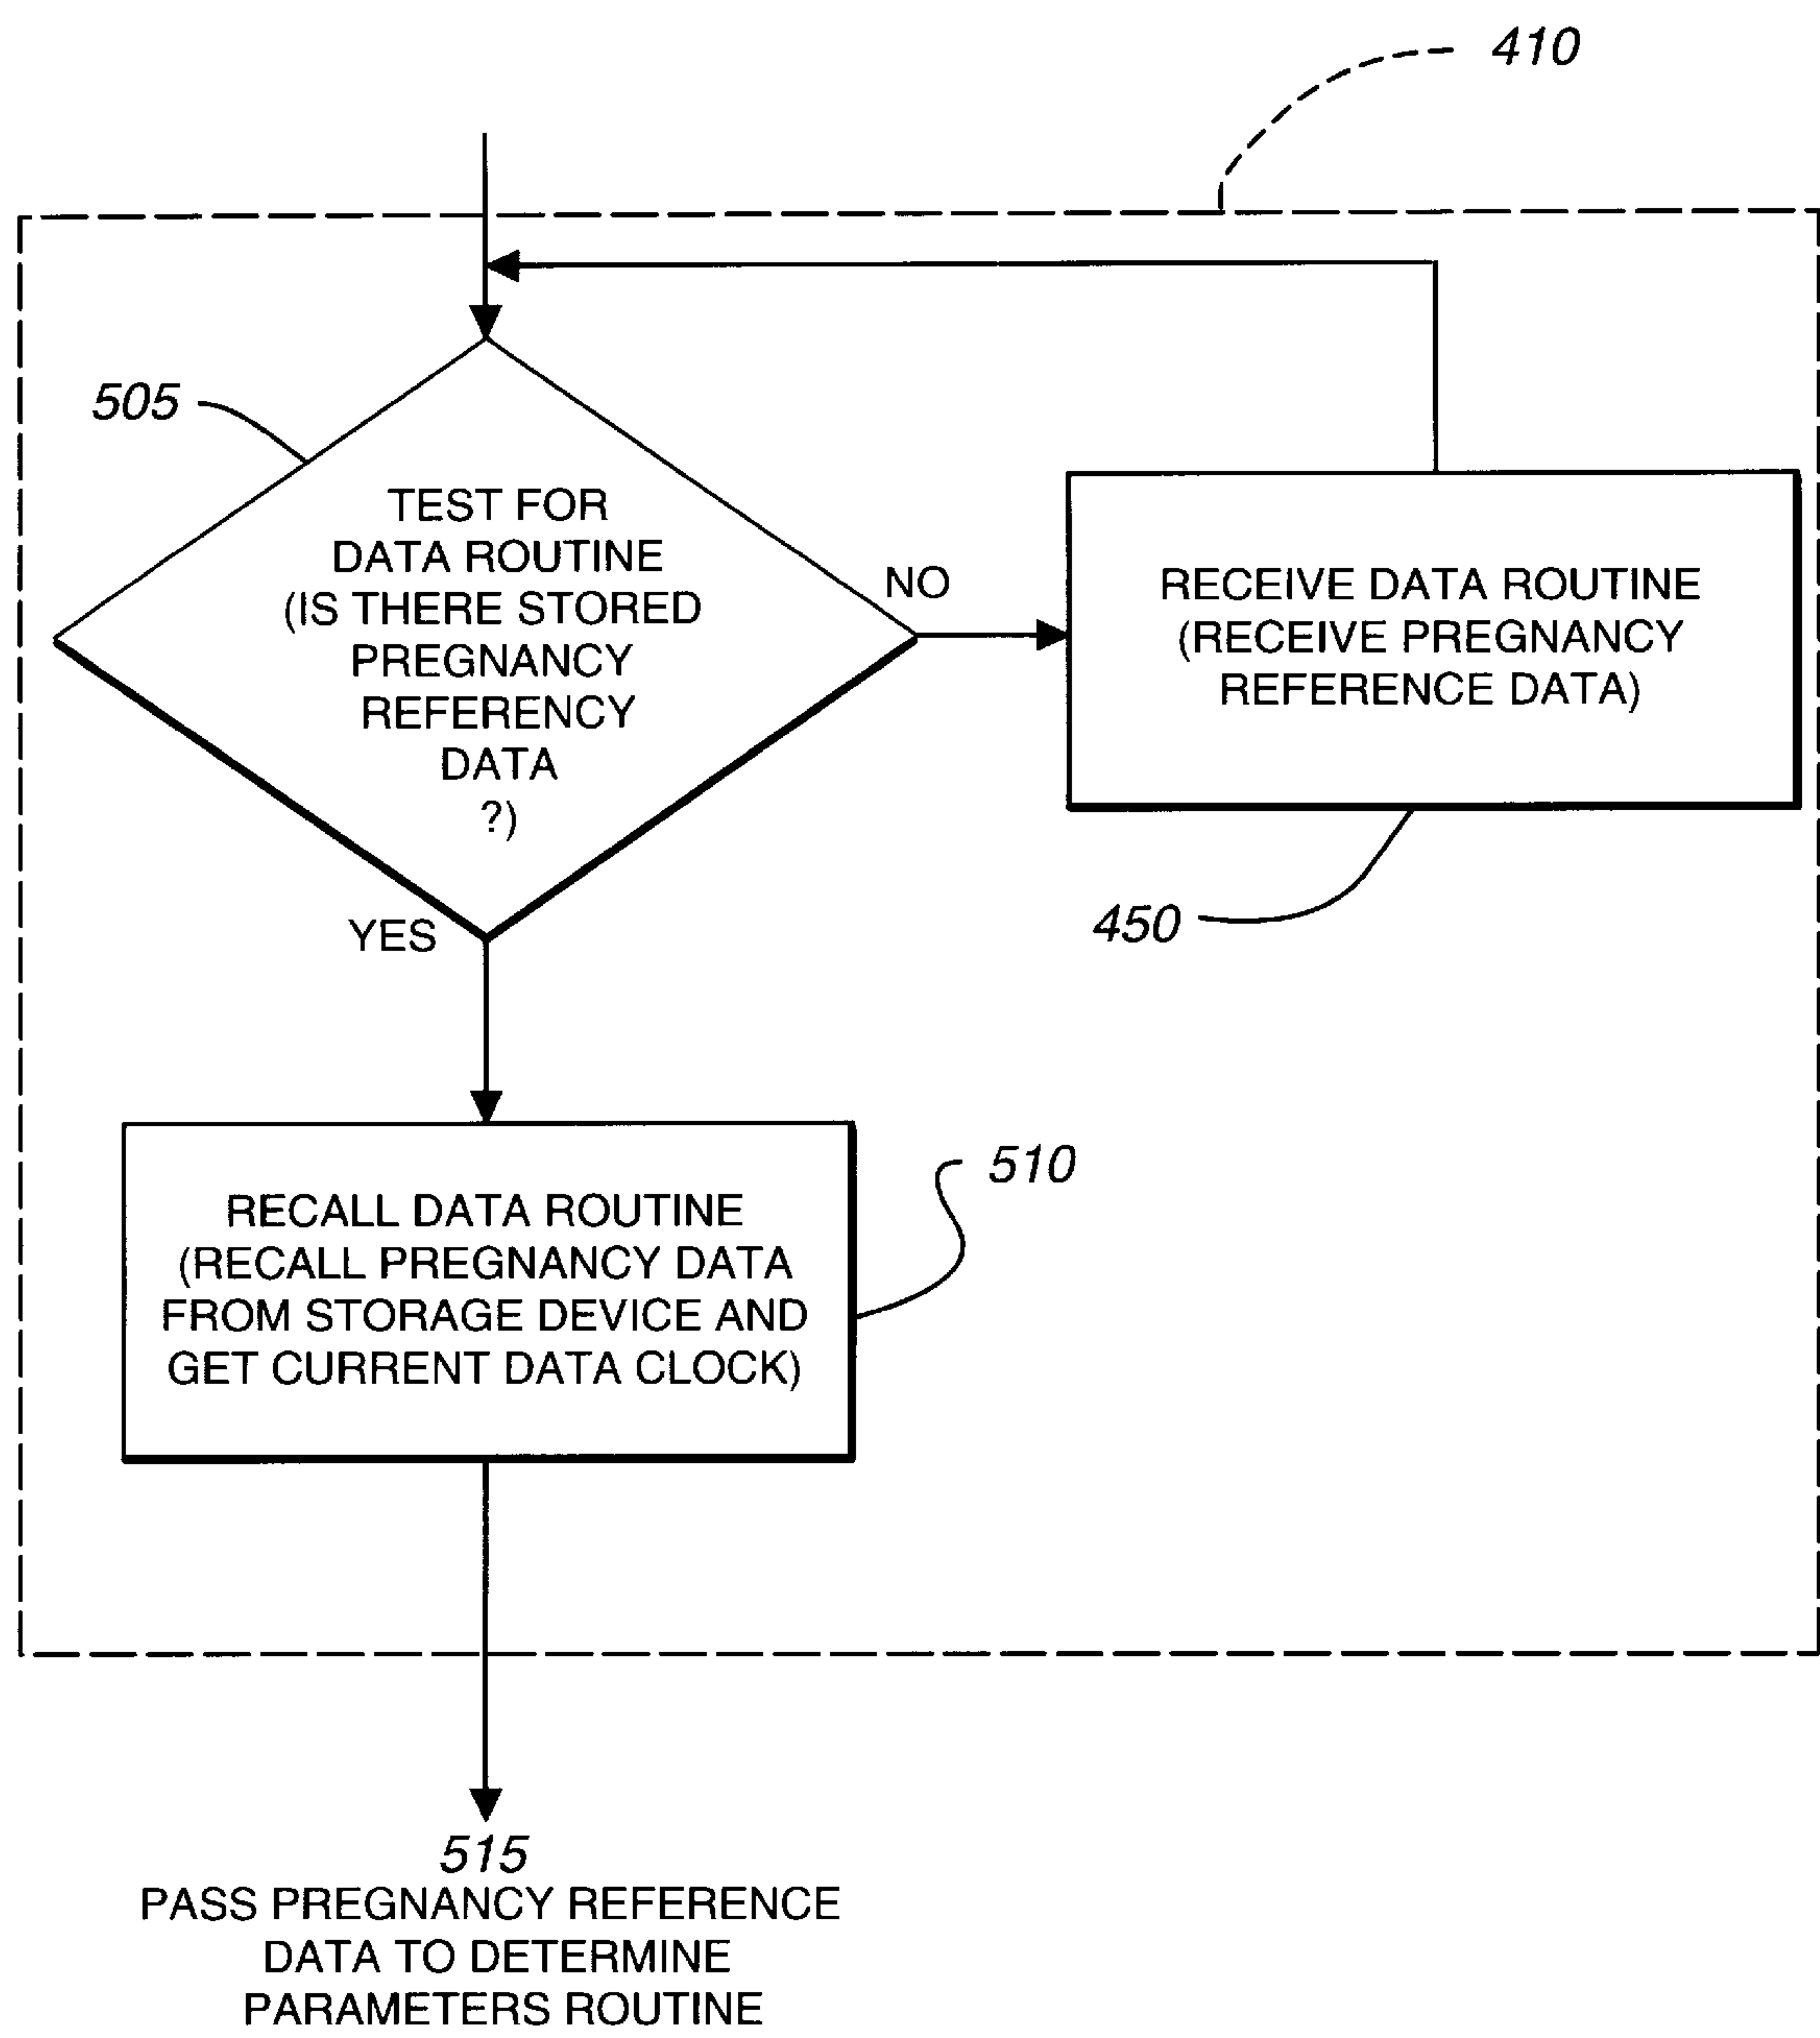 410
505
TEST FOR
DATA ROUTINE
(IS THERE STORED
PREGNANCY
REFERENCY
DATA
?)
NO
RECEIVE DATA ROUTINE
(RECEIVE PREGNANCY
REFERENCE DATA)
450
YES
510
RECALL DATA ROUTINE
(RECALL PREGNANCY DATA
FROM STORAGE DEVICE AND
GET CURRENT DATA CLOCK)
515
PASS PREGNANCY REFERENCE
DATA TO DETERMINE
PARAMETERS ROUTINE